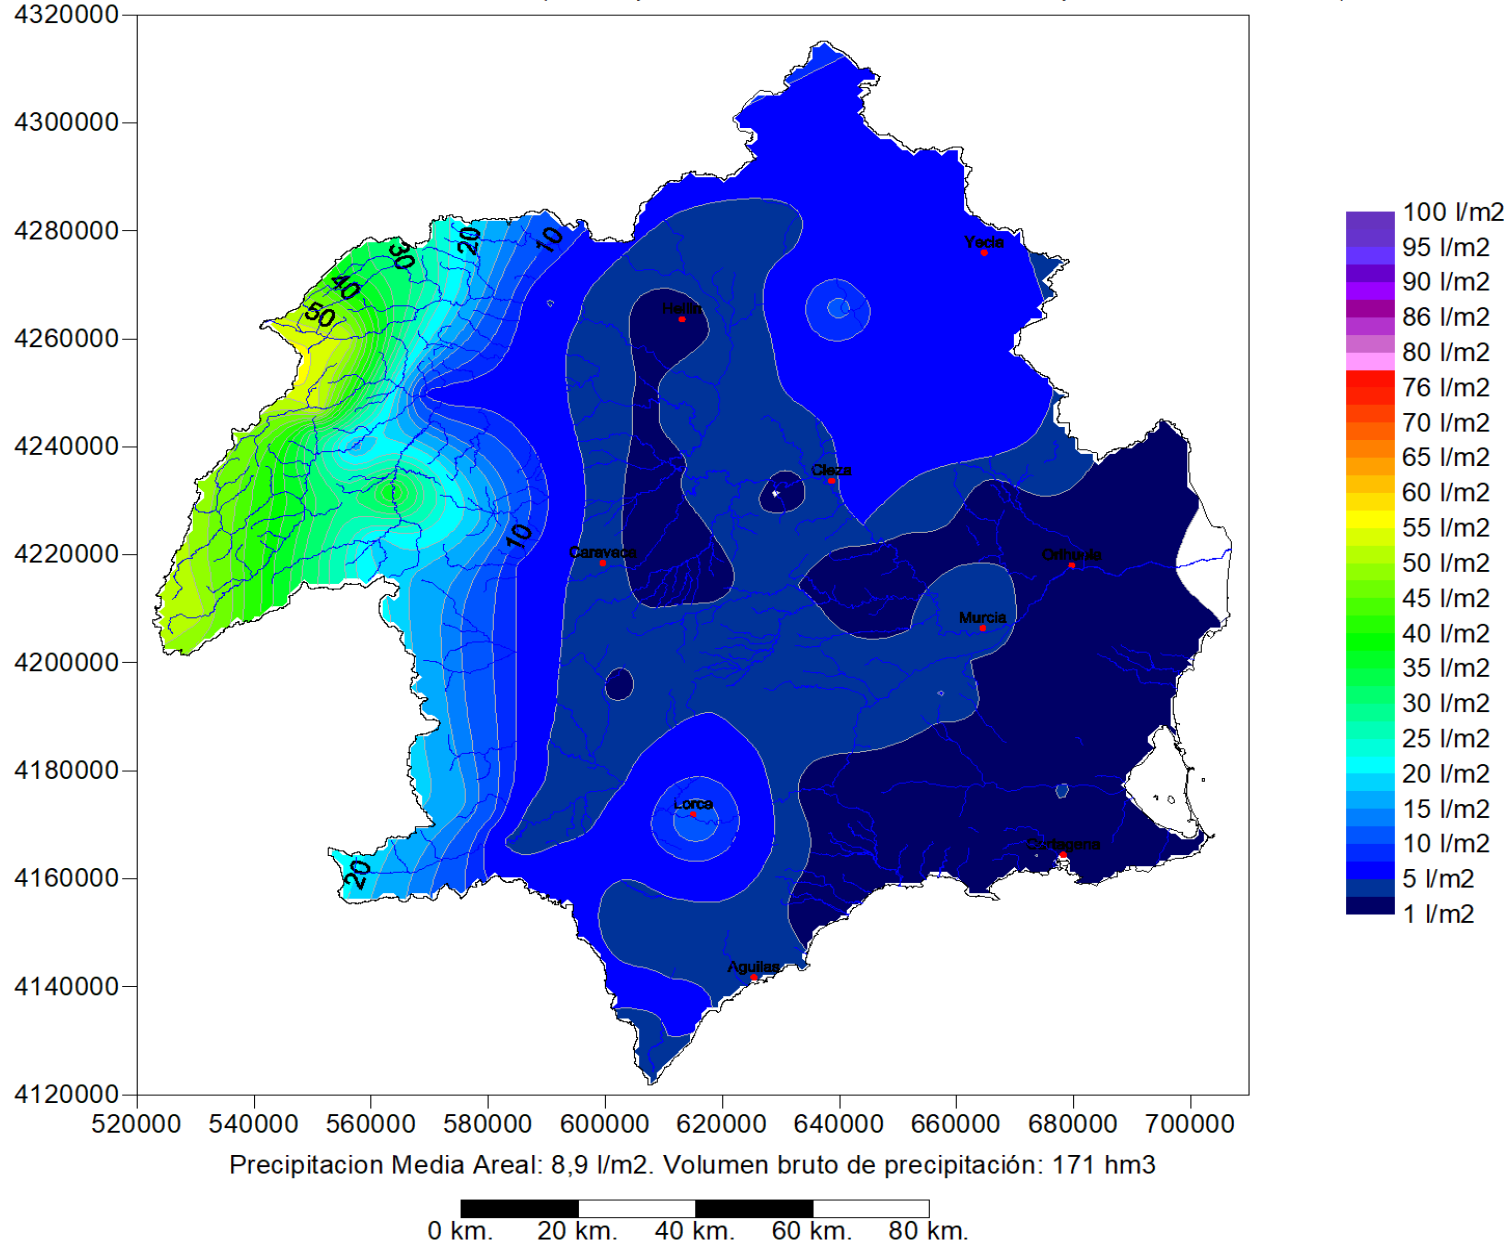 4320000
4300000
4280000
4260000
4240000
4220000
4200000
4180000
4160000
4140000
4120000
520000 540000 560000 580000 600000 620000 640000 660000 680000 700000
50
40
30
20
10
10
20
Yecla
Hellin
Cieza
Caravaca
Orihuela
Murcia
Lorca
Cartagena
Aguilas
100 l/m2
95 l/m2
90 l/m2
86 l/m2
80 l/m2
76 l/m2
70 l/m2
65 l/m2
60 l/m2
55 l/m2
50 l/m2
45 l/m2
40 l/m2
35 l/m2
30 l/m2
25 l/m2
20 l/m2
15 l/m2
10 l/m2
5 l/m2
1 l/m2
Precipitacion Media Areal: 8,9 l/m2. Volumen bruto de precipitación: 171 hm3
0 km. 20 km. 40 km. 60 km. 80 km.